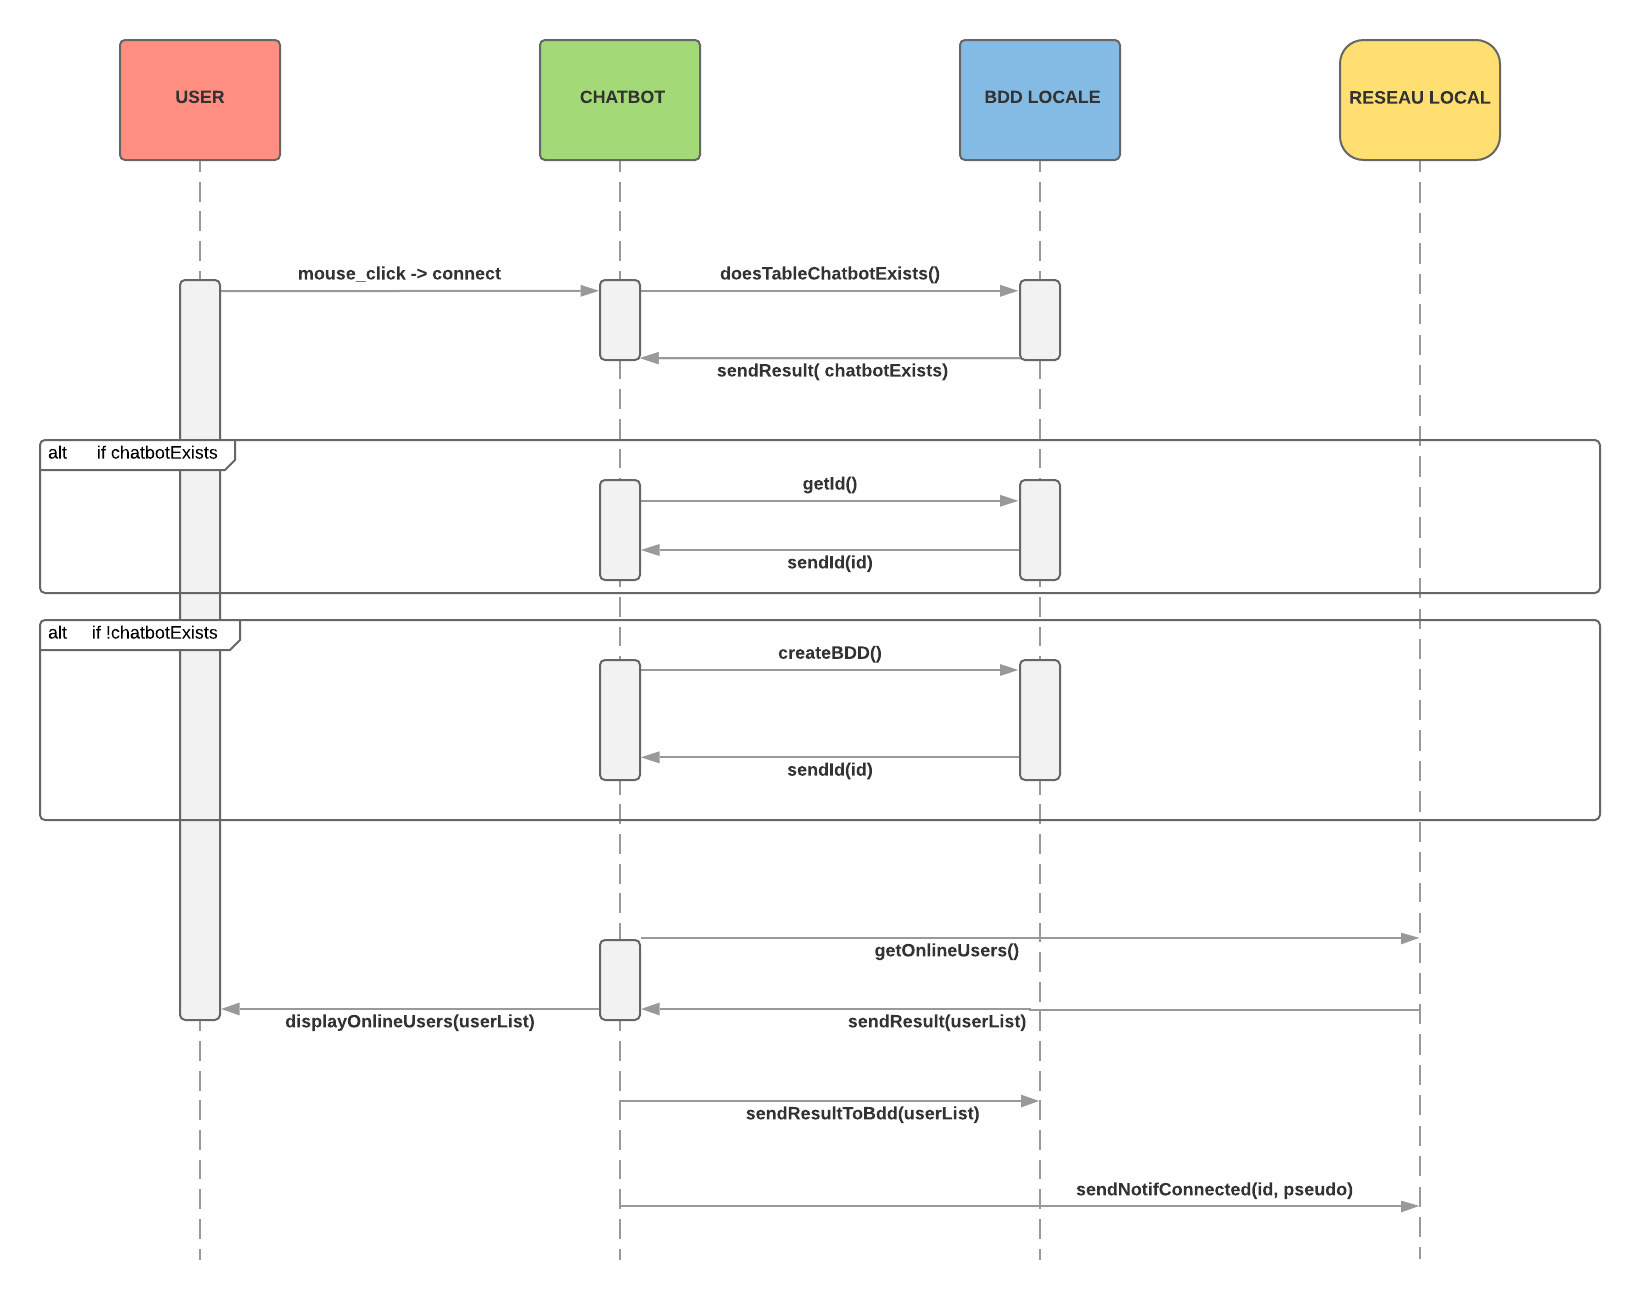 USER
CHATBOT
BDD LOCALE
RESEAU LOCAL
mouse_click -> connect
doesTableChatbotExists()
sendResult( chatbotExists)
alt if chatbotExists
getId()
sendId(id)
alt if !chatbotExists
createBDD()
sendId(id)
getOnlineUsers()
displayOnlineUsers(userList)
sendResult(userList)
sendResultToBdd(userList)
sendNotifConnected(id, pseudo)